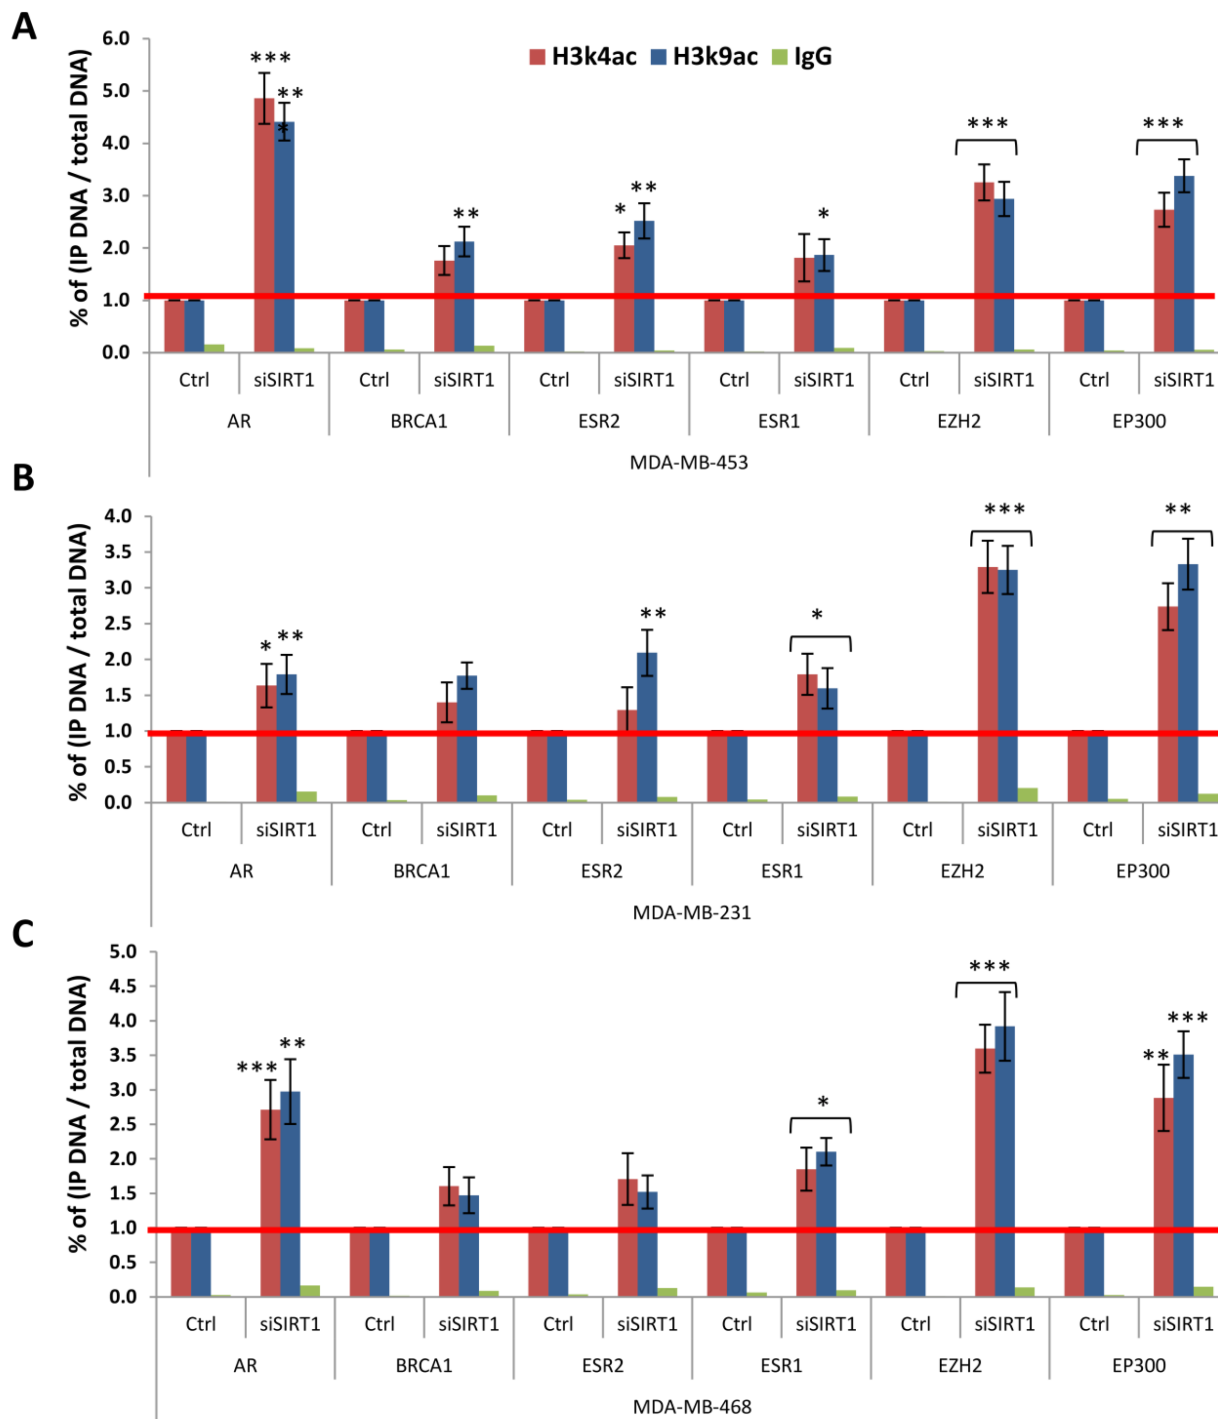 A
% of (IP DNA / total DNA)
H3k4ac H3k9ac IgG
6.0
5.0
4.0
3.0
2.0
1.0
0.0
*** ** * ** * ** * *** ***
Ctrl siSIRT1 Ctrl siSIRT1 Ctrl siSIRT1 Ctrl siSIRT1 Ctrl siSIRT1 Ctrl siSIRT1
AR BRCA1 ESR2 ESR1 EZH2 EP300
MDA-MB-453
B
% of (IP DNA / total DNA)
4.0
3.5
3.0
2.5
2.0
1.5
1.0
0.5
0.0
* ** ** * *** **
Ctrl siSIRT1 Ctrl siSIRT1 Ctrl siSIRT1 Ctrl siSIRT1 Ctrl siSIRT1 Ctrl siSIRT1
AR BRCA1 ESR2 ESR1 EZH2 EP300
MDA-MB-231
C
% of (IP DNA / total DNA)
5.0
4.5
4.0
3.5
3.0
2.5
2.0
1.5
1.0
0.5
0.0
*** ** * *** ** ***
Ctrl siSIRT1 Ctrl siSIRT1 Ctrl siSIRT1 Ctrl siSIRT1 Ctrl siSIRT1 Ctrl siSIRT1
AR BRCA1 ESR2 ESR1 EZH2 EP300
MDA-MB-468